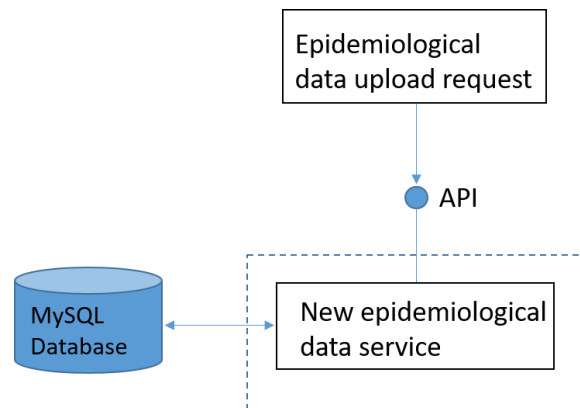 Epidemiological
data upload request
API
MySQL
Database
New epidemiological
data service